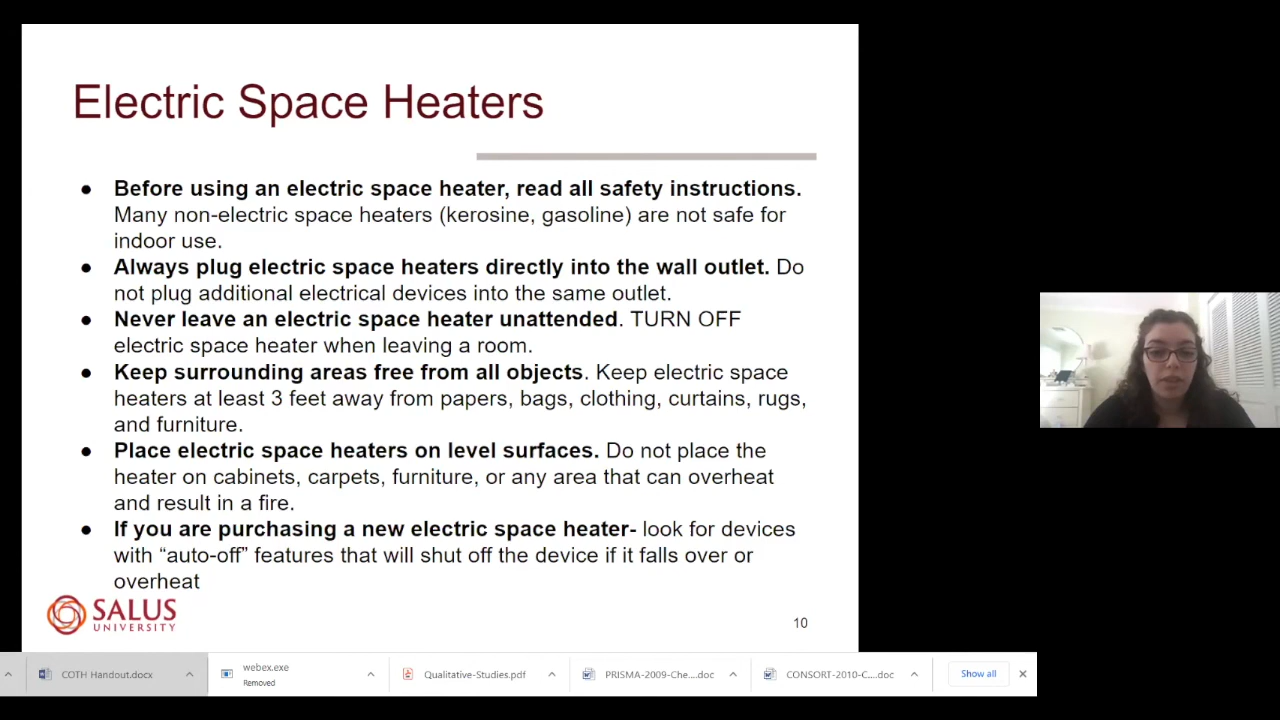 Electric Space Heaters
● Before using an electric space heater, read all safety instructions.
Many non-electric space heaters (kerosine, gasoline) are not safe for
indoor use.
● Always plug electric space heaters directly into the wall outlet. Do
not plug additional electrical devices into the same outlet.
● Never leave an electric space heater unattended. TURN OFF
electric space heater when leaving a room.
● Keep surrounding areas free from all objects. Keep electric space
heaters at least 3 feet away from papers, bags, clothing, curtains, rugs,
and furniture.
● Place electric space heaters on level surfaces. Do not place the
heater on cabinets, carpets, furniture, or any area that can overheat
and result in a fire.
● If you are purchasing a new electric space heater- look for devices
with “auto-off” features that will shut off the device if it falls over or
overheat
SALUS
UNIVERSITY
10
COTH Handout.docx
webex.exe
Removed
Qualitative-Studies.pdf
PRISMA-2009-Che....doc
CONSORT-2010-C....doc
Show all